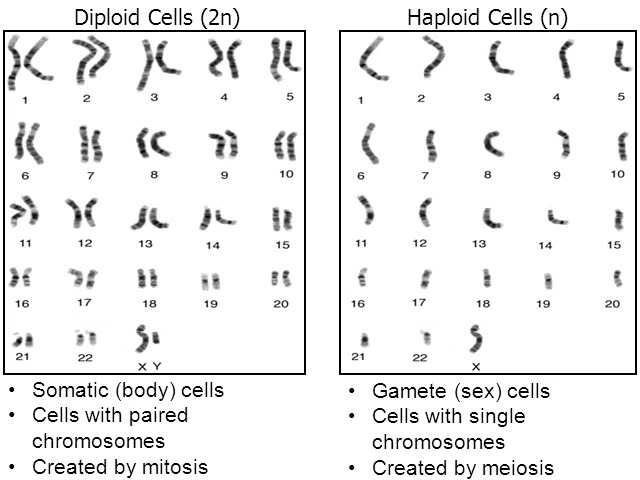 Diploid Cells (2n)
1 2 3 4 5
6 7 8 9 10
11 12 13 14 15
16 17 18 19 20
21 22 X Y
• Somatic (body) cells
• Cells with paired
chromosomes
• Created by mitosis
Haploid Cells (n)
1 2 3 4 5
6 7 8 9 10
11 12 13 14 15
16 17 18 19 20
21 22 X
• Gamete (sex) cells
• Cells with single
chromosomes
• Created by meiosis